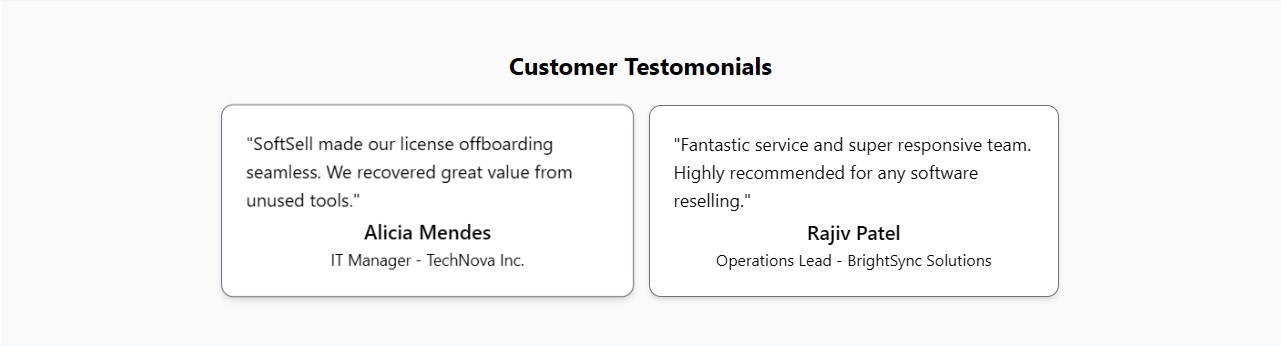 Customer Testomonials
"SoftSell made our license offboarding
seamless. We recovered great value from
unused tools."
Alicia Mendes
IT Manager - TechNova Inc.
"Fantastic service and super responsive team.
Highly recommended for any software
reselling."
Rajiv Patel
Operations Lead - BrightSync Solutions